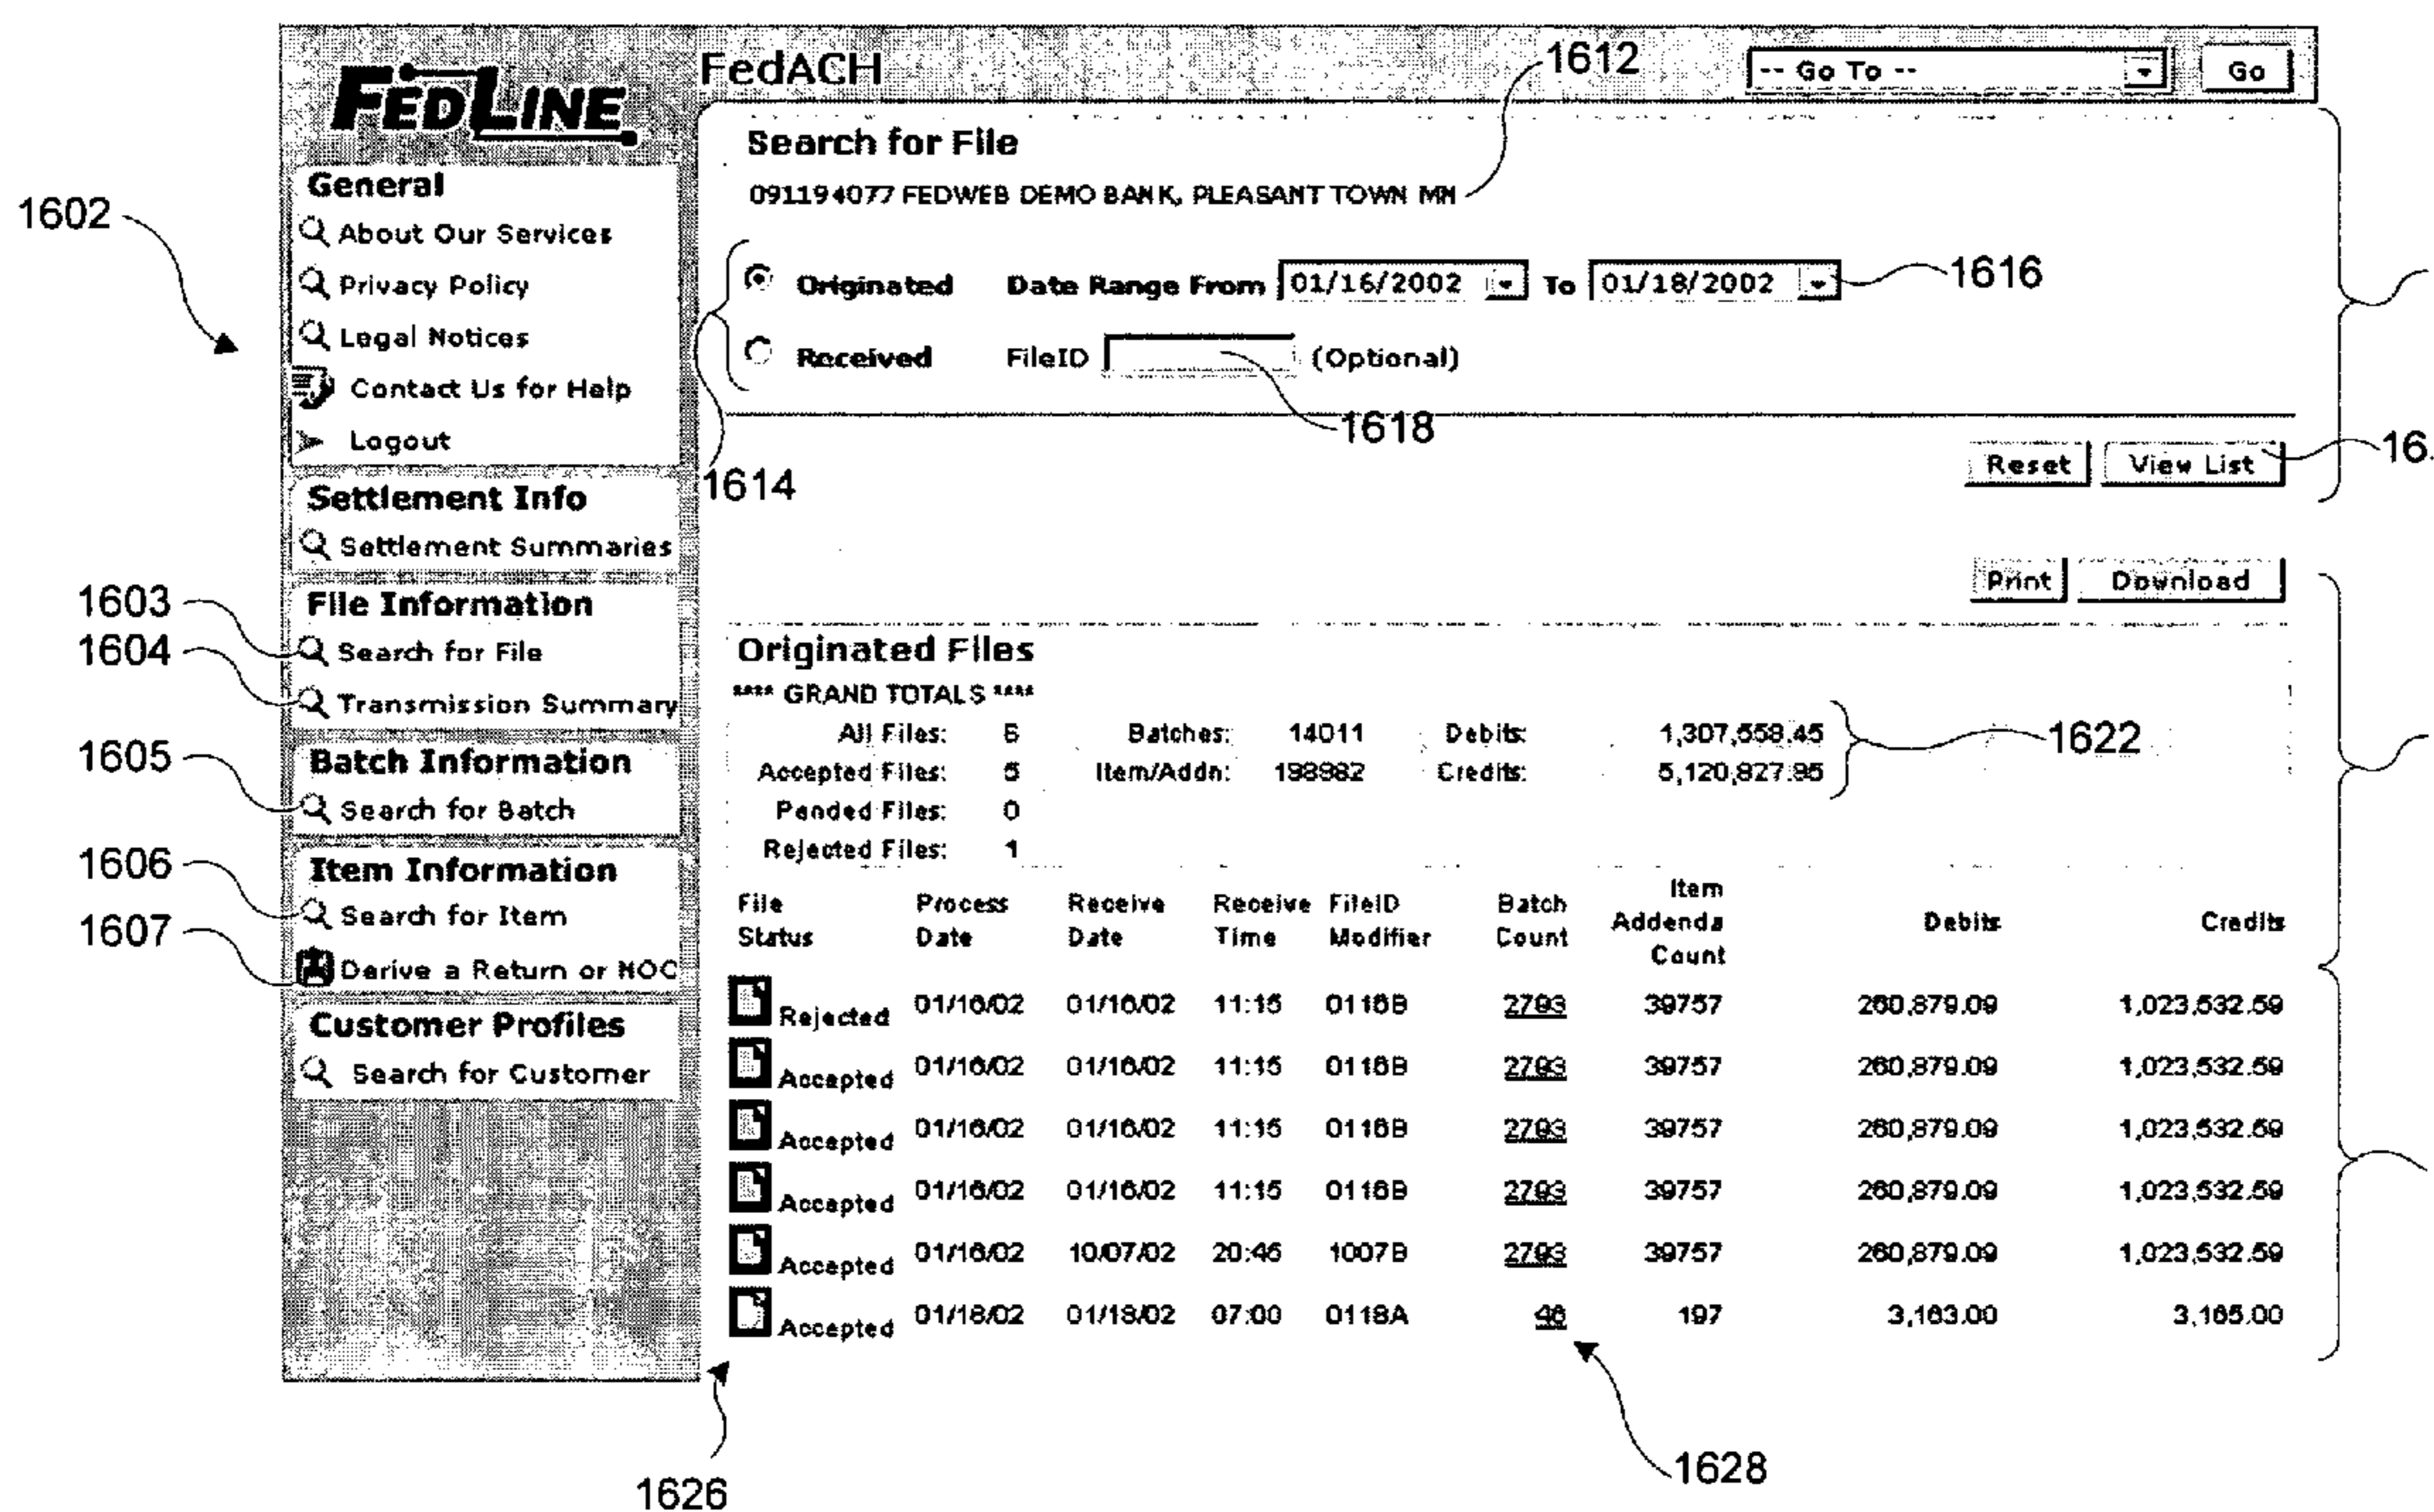 FEDLINE
FedACH
1612
-- Go To --
Go
Search for File
091194077 FEDWEB DEMO BANK, PLEASANT TOWN MN
1602
General
About Our Services
Privacy Policy
Legal Notices
Contact Us for Help
Logout
Originated Date Range From 01/16/2002 To 01/18/2002
1616
Received FileID (Optional)
1618
1614
Reset
View List
16
Settlement Info
Settlement Summaries
Print
Download
1603
1604
File Information
Search for File
Transmission Summary
1605
Batch Information
Search for Batch
1606
1607
Item Information
Search for Item
Derive a Return or NOC
Customer Profiles
Search for Customer
Originated Files
**** GRAND TOTALS ****
All Files: 6 Batches: 14011 Debits: 1,307,558.45
1622
Accepted Files: 5 Item/Addn: 198982 Credits: 5,120,827.95
Pended Files: 0
Rejected Files: 1
File Status Process Date Receive Date Receive Time FileID Modifier Batch Count Item Addenda Count Debits Credits
Rejected 01/16/02 01/16/02 11:15 0116B 2793 39757 260,879.09 1,023,532.59
Accepted 01/16/02 01/16/02 11:15 0116B 2793 39757 260,879.09 1,023,532.59
Accepted 01/16/02 01/16/02 11:15 0116B 2793 39757 260,879.09 1,023,532.59
Accepted 01/16/02 01/16/02 11:15 0116B 2793 39757 260,879.09 1,023,532.59
Accepted 01/16/02 10/07/02 20:46 1007B 2793 39757 260,879.09 1,023,532.59
Accepted 01/18/02 01/18/02 07:00 0118A 46 197 3,163.00 3,165.00
1626
1628